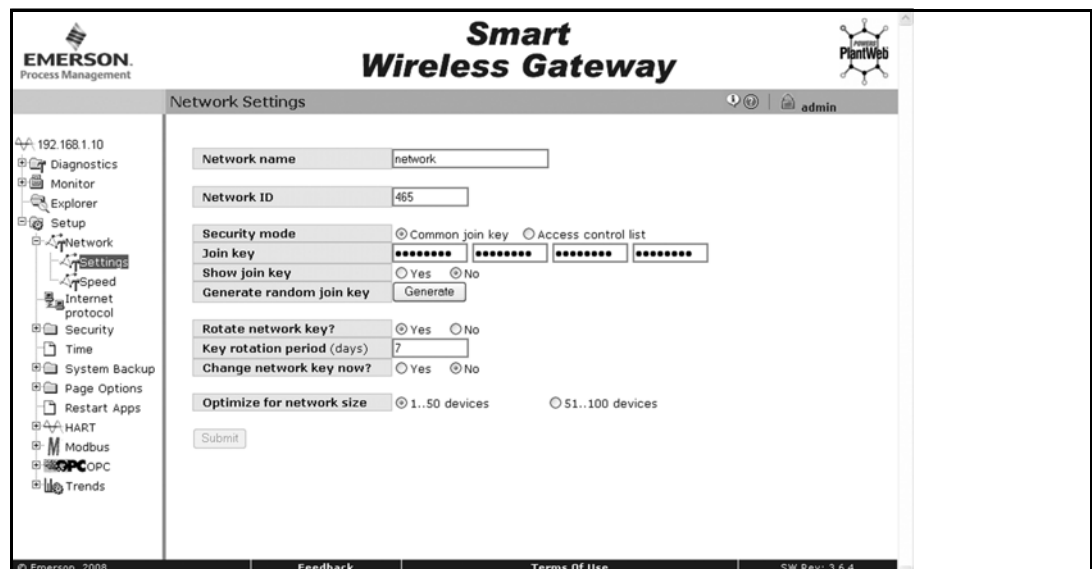 EMERSON.
Process Management
Smart
Wireless Gateway
POWERED
PlantWeb
Network Settings
admin
192.168.1.10
Diagnostics
Monitor
Explorer
Setup
Network
Settings
Speed
Internet
protocol
Security
Time
System Backup
Page Options
Restart Apps
HART
Modbus
OPC OPC
Trends
Network name network
Network ID 465
Security mode Common join key Access control list
Join key •••••••• •••••••• •••••••• ••••••••
Show join key Yes No
Generate random join key Generate
Rotate network key? Yes No
Key rotation period (days) 7
Change network key now? Yes No
Optimize for network size 1..50 devices 51..100 devices
Submit
© Emerson, 2008 Feedback Terms Of Use SW Rev: 3.6.4